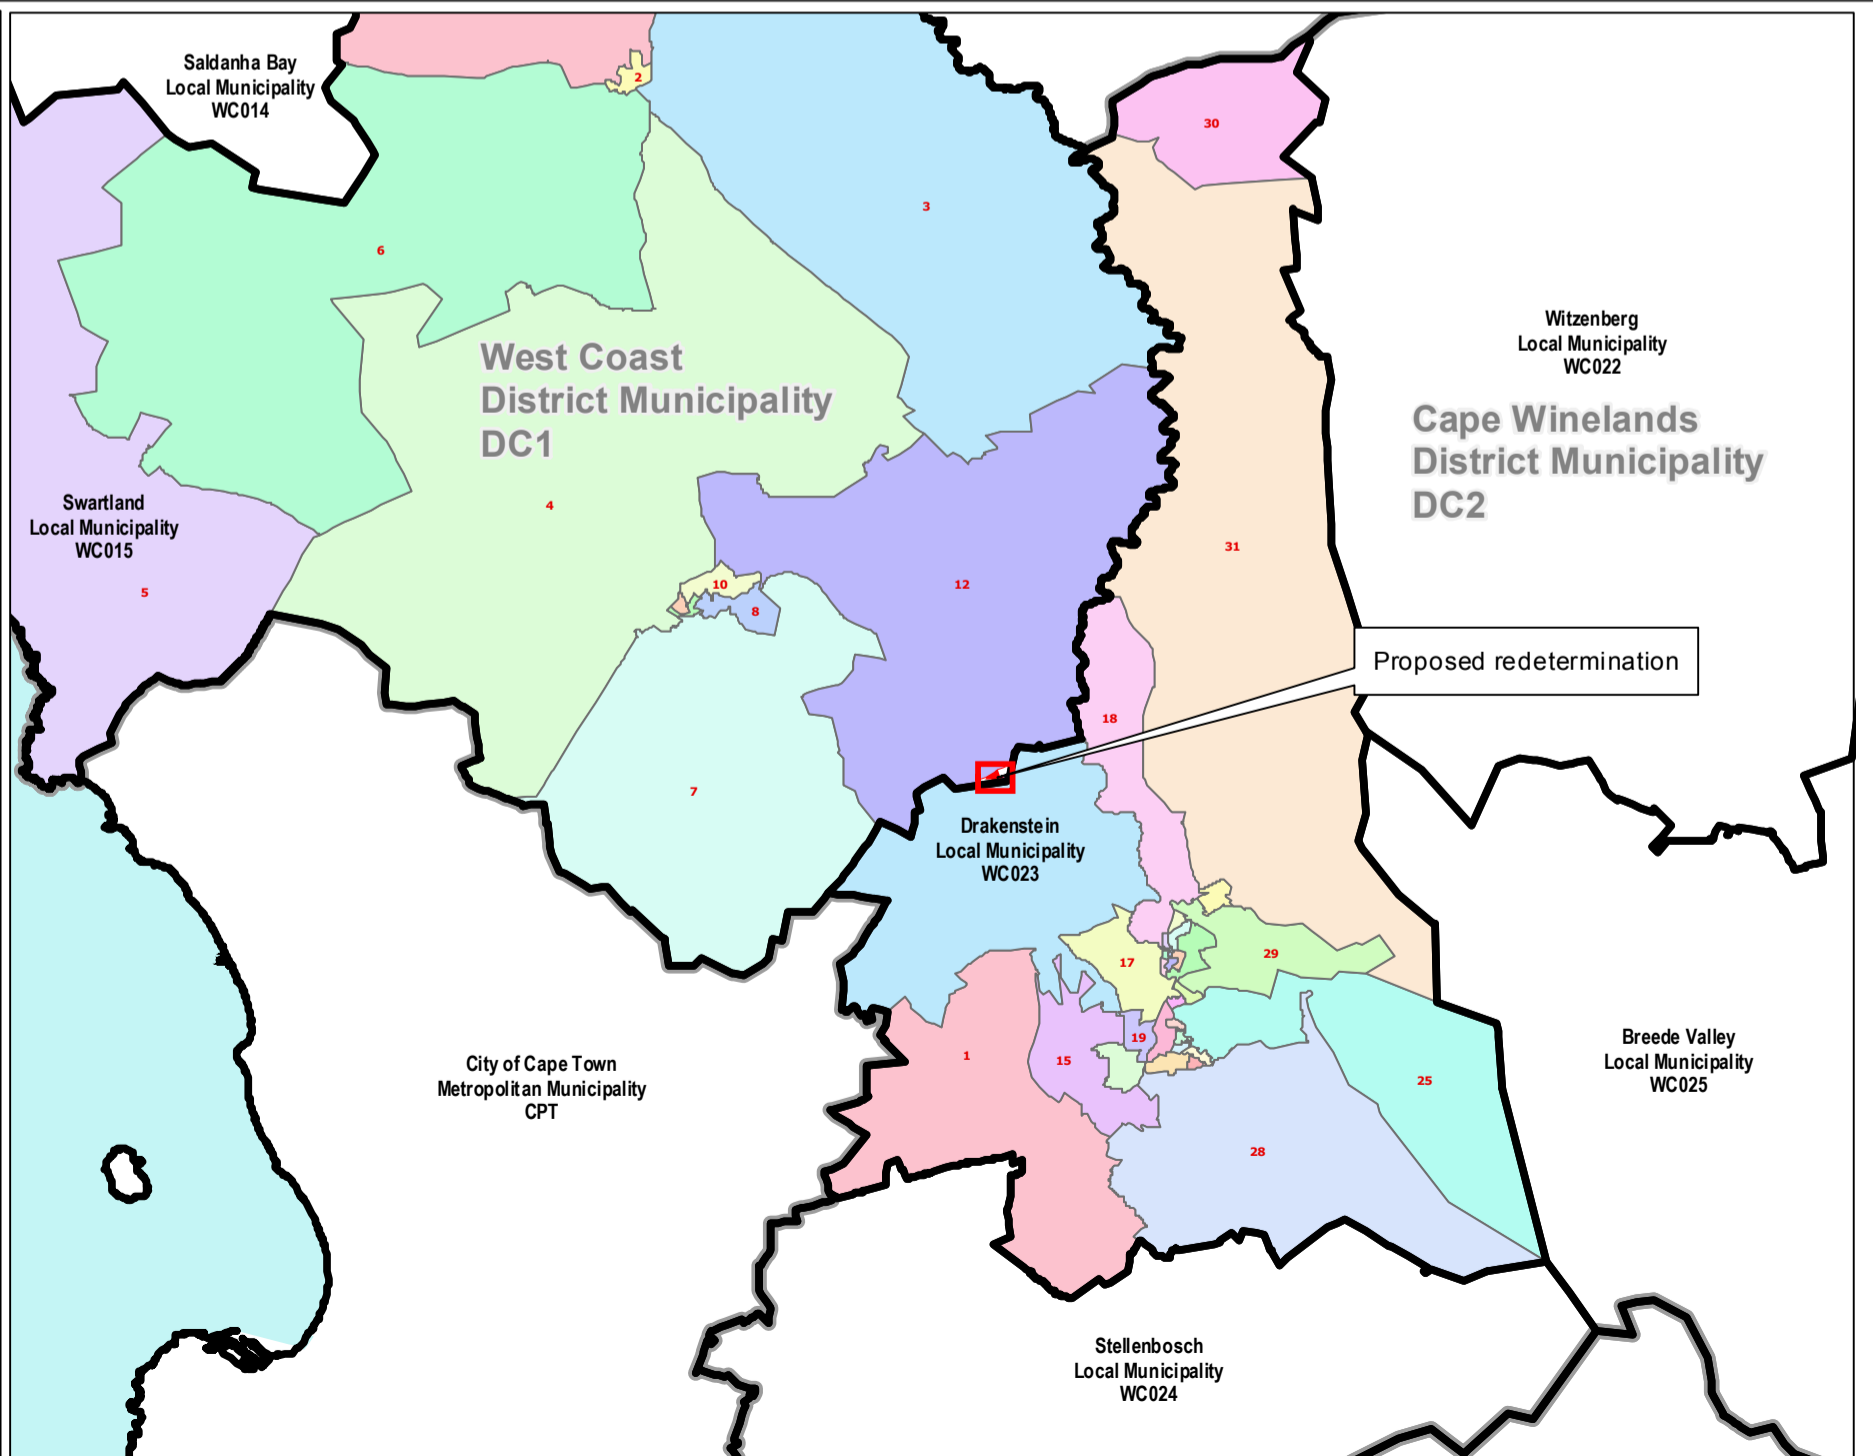 Saldanha Bay
Local Municipality
WC014
2
30
3
6
Witzenberg
Local Municipality
WC022
West Coast
District Municipality
DC1
Cape Winelands
District Municipality
DC2
Swartland
Local Municipality
WC015
4
31
5
10
8
12
Proposed redetermination
18
7
Drakenstein
Local Municipality
WC023
17
29
19
1
15
25
City of Cape Town
Metropolitan Municipality
CPT
Breede Valley
Local Municipality
WC025
28
Stellenbosch
Local Municipality
WC024